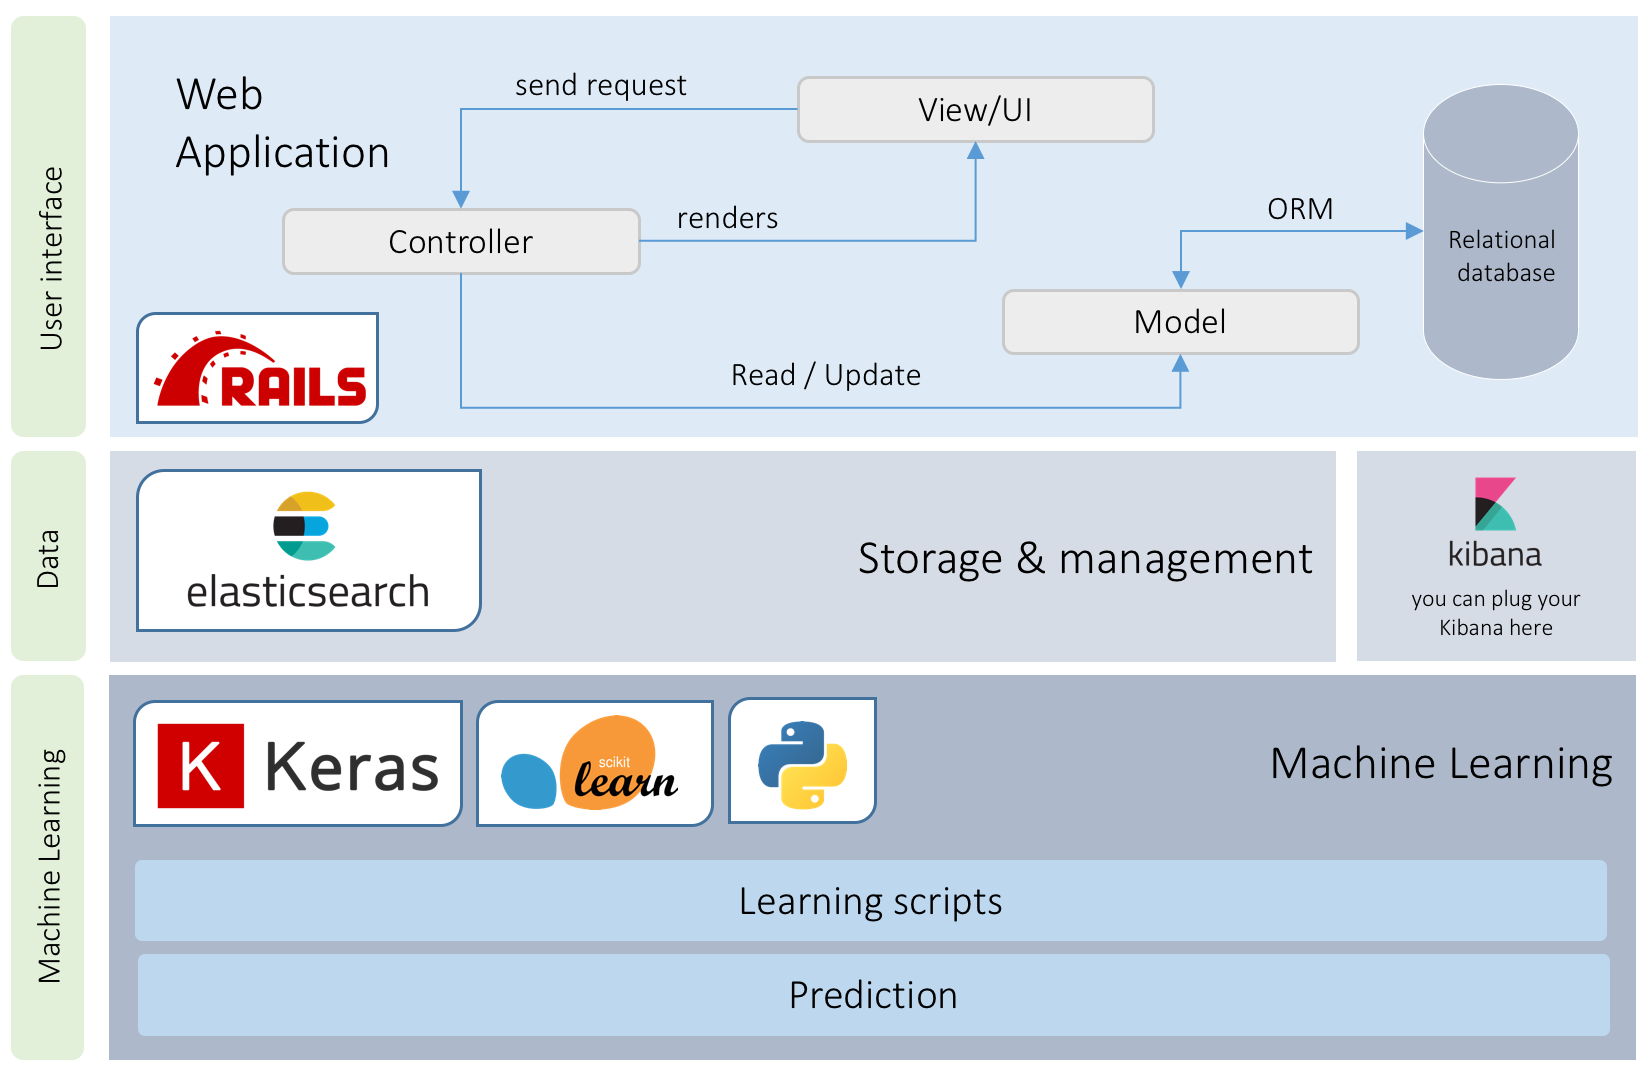 User interface
Web
Application
send request
View/UI
Controller
renders
ORM
Relational
database
Model
Read / Update
RAILS
Data
elasticsearch
Storage & management
kibana
you can plug your
Kibana here
Machine Learning
K Keras
scikit
learn
Machine Learning
Learning scripts
Prediction